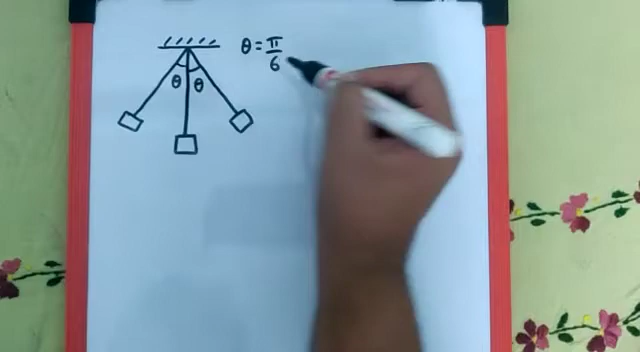 θ = π/6
θ θ